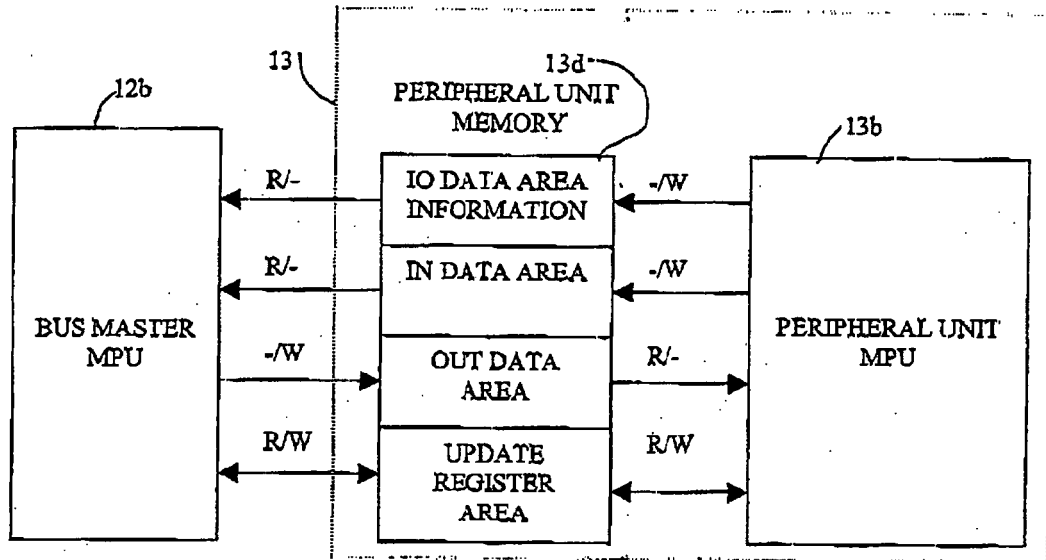 12b
13
13d
PERIPHERAL UNIT
MEMORY
13b
R/-
IO DATA AREA
INFORMATION
-/W
R/-
IN DATA AREA
-/W
BUS MASTER
MPU
-/W
OUT DATA
AREA
R/-
PERIPHERAL UNIT
MPU
R/W
UPDATE
REGISTER
AREA
R/W